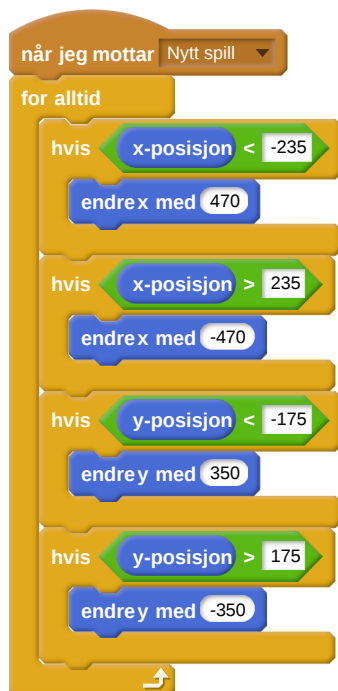 når jeg mottar Nytt spill
for alltid
hvis x-posisjon < -235
endre x med 470
hvis x-posisjon > 235
endre x med -470
hvis y-posisjon < -175
endre y med 350
hvis y-posisjon > 175
endre y med -350